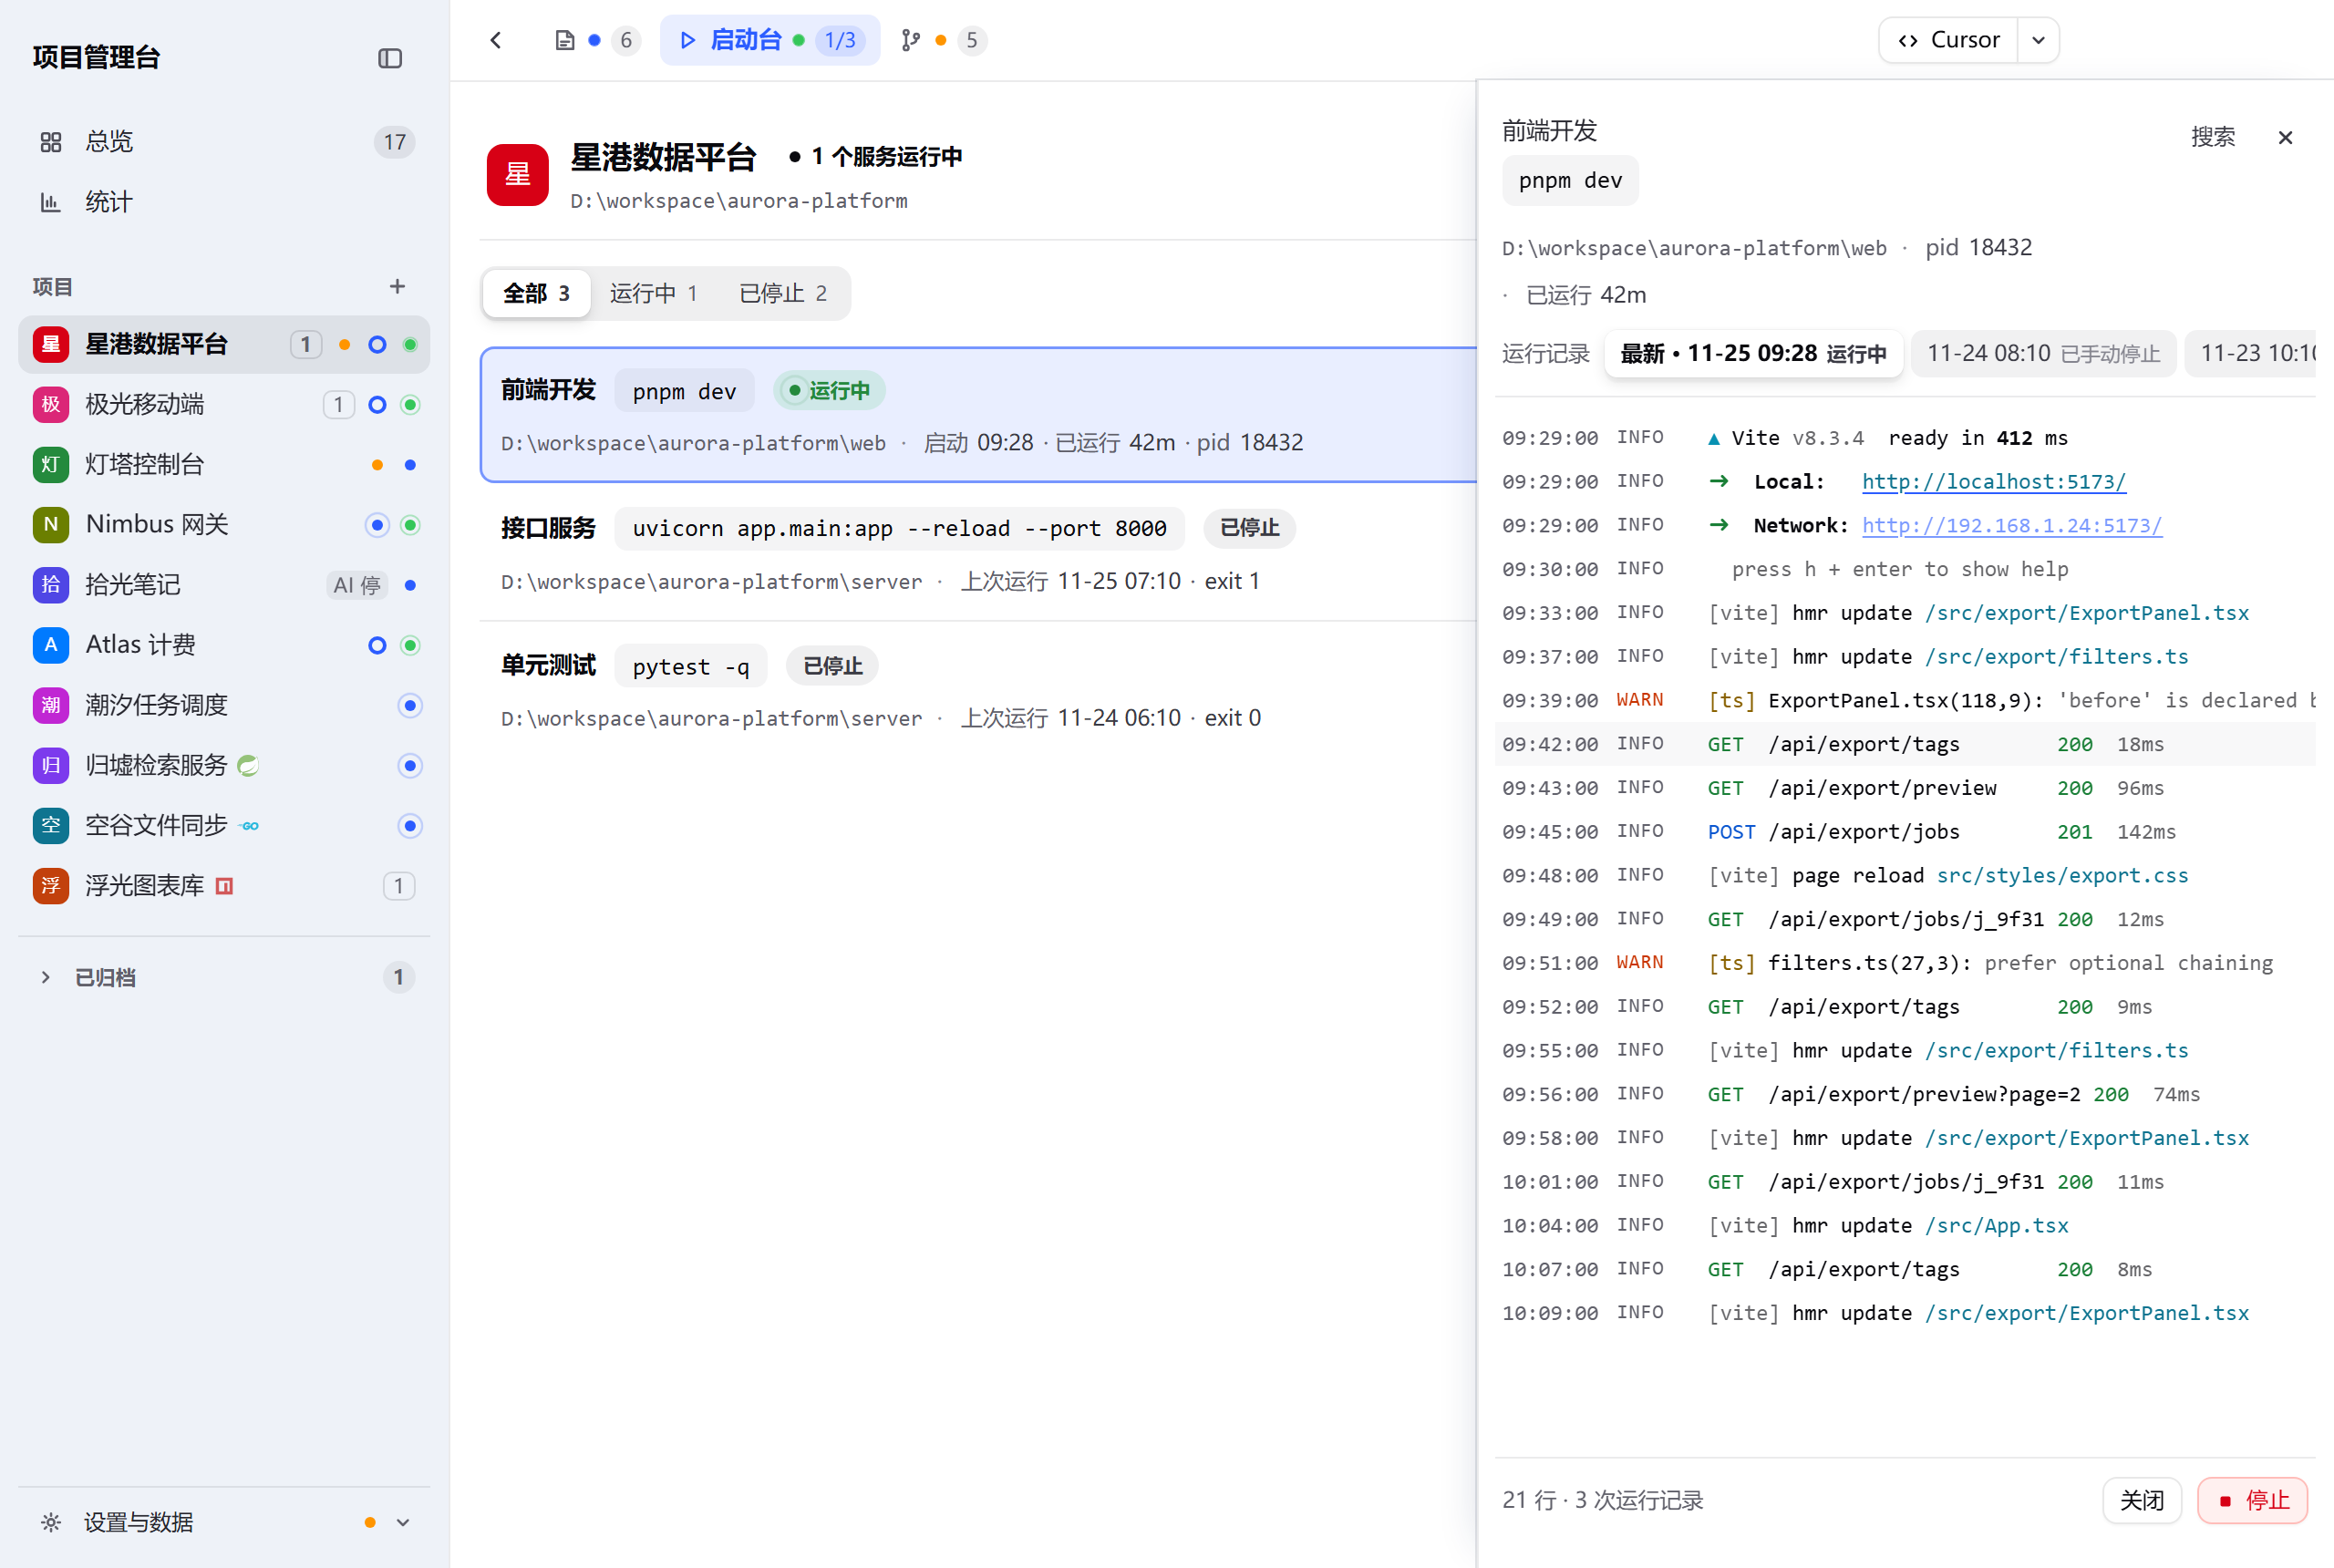 项目管理台
总览 17
统计
项目
星 星港数据平台 1
极 极光移动端 1
灯 灯塔控制台
N Nimbus 网关
拾 拾光笔记 AI 停
A Atlas 计费
潮 潮汐任务调度
归 归墟检索服务
空 空谷文件同步 GO
浮 浮光图表库 1
已归档 1
设置与数据
6 启动台 1/3 5
Cursor
星 星港数据平台 1 个服务运行中
D:\workspace\aurora-platform
全部 3 运行中 1 已停止 2
前端开发 pnpm dev 运行中
D:\workspace\aurora-platform\web · 启动 09:28 · 已运行 42m · pid 18432
接口服务 uvicorn app.main:app --reload --port 8000 已停止
D:\workspace\aurora-platform\server · 上次运行 11-25 07:10 · exit 1
单元测试 pytest -q 已停止
D:\workspace\aurora-platform\server · 上次运行 11-24 06:10 · exit 0
前端开发 搜索
pnpm dev
D:\workspace\aurora-platform\web · pid 18432
· 已运行 42m
运行记录 最新 • 11-25 09:28 运行中 11-24 08:10 已手动停止 11-23 10:10
09:29:00 INFO ▲ Vite v8.3.4 ready in 412 ms
09:29:00 INFO → Local: http://localhost:5173/
09:29:00 INFO → Network: http://192.168.1.24:5173/
09:30:00 INFO press h + enter to show help
09:33:00 INFO [vite] hmr update /src/export/ExportPanel.tsx
09:37:00 INFO [vite] hmr update /src/export/filters.ts
09:39:00 WARN [ts] ExportPanel.tsx(118,9): 'before' is declared
09:42:00 INFO GET /api/export/tags 200 18ms
09:43:00 INFO GET /api/export/preview 200 96ms
09:45:00 INFO POST /api/export/jobs 201 142ms
09:48:00 INFO [vite] page reload src/styles/export.css
09:49:00 INFO GET /api/export/jobs/j_9f31 200 12ms
09:51:00 WARN [ts] filters.ts(27,3): prefer optional chaining
09:52:00 INFO GET /api/export/tags 200 9ms
09:55:00 INFO [vite] hmr update /src/export/filters.ts
09:56:00 INFO GET /api/export/preview?page=2 200 74ms
09:58:00 INFO [vite] hmr update /src/export/ExportPanel.tsx
10:01:00 INFO GET /api/export/jobs/j_9f31 200 11ms
10:04:00 INFO [vite] hmr update /src/App.tsx
10:07:00 INFO GET /api/export/tags 200 8ms
10:09:00 INFO [vite] hmr update /src/export/ExportPanel.tsx
21 行 · 3 次运行记录 关闭 停止